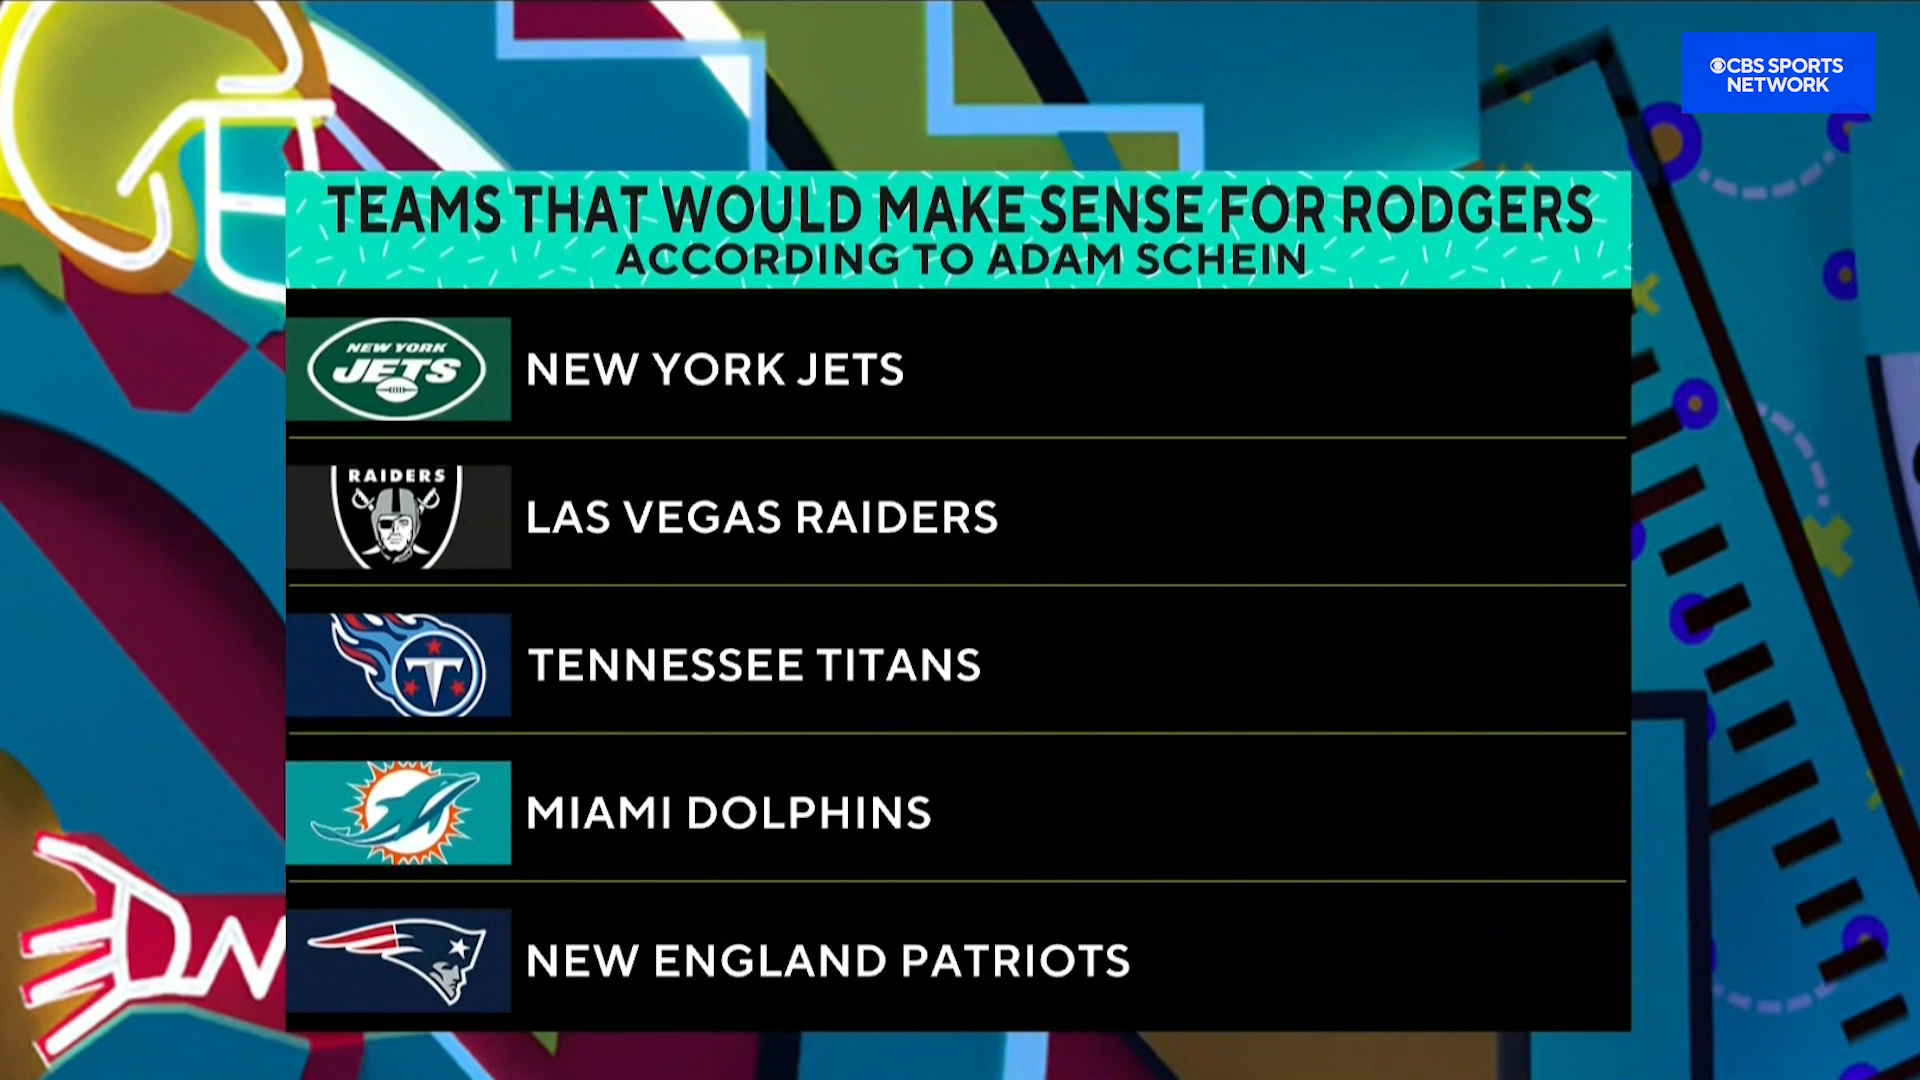 CBS SPORTS
NETWORK
TEAMS THAT WOULD MAKE SENSE FOR RODGERS
ACCORDING TO ADAM SCHEIN
NEW YORK
JETS
NEW YORK JETS
RAIDERS
LAS VEGAS RAIDERS
T
TENNESSEE TITANS
MIAMI DOLPHINS
NEW ENGLAND PATRIOTS